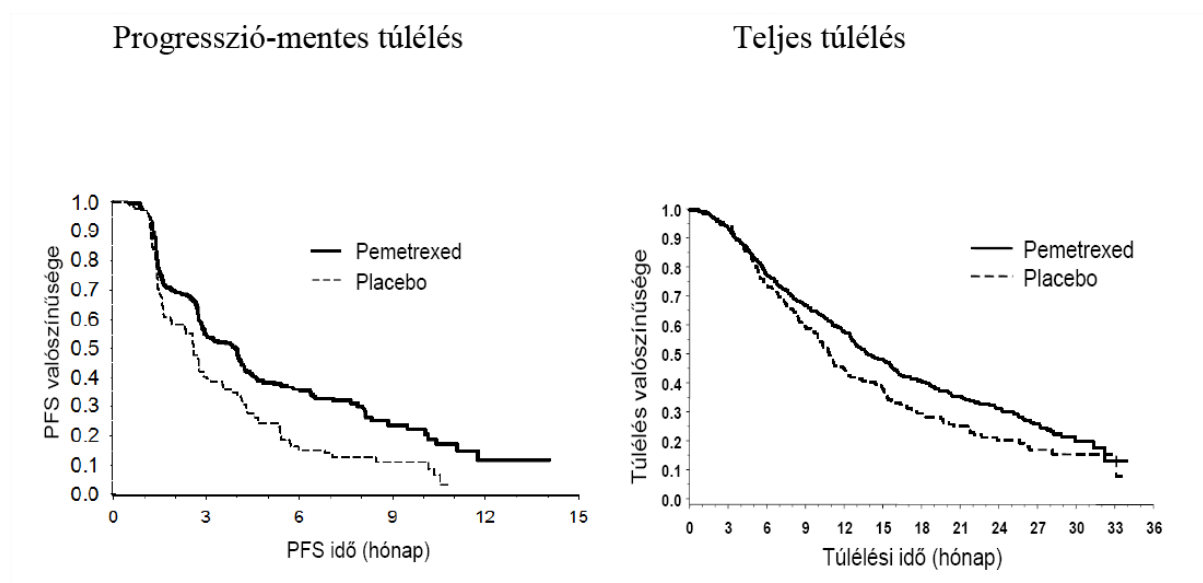 Progresszió-mentes túlélés
Teljes túlélés
PFS valószínűsége
1.0
0.9
0.8
0.7
0.6
0.5
0.4
0.3
0.2
0.1
0.0
Pemetrexed
Placebo
0 3 6 9 12 15
PFS idő (hónap)
Túlélés valószínűsége
1.0
0.9
0.8
0.7
0.6
0.5
0.4
0.3
0.2
0.1
0.0
Pemetrexed
Placebo
0 3 6 9 12 15 18 21 24 27 30 33 36
Túlélési idő (hónap)